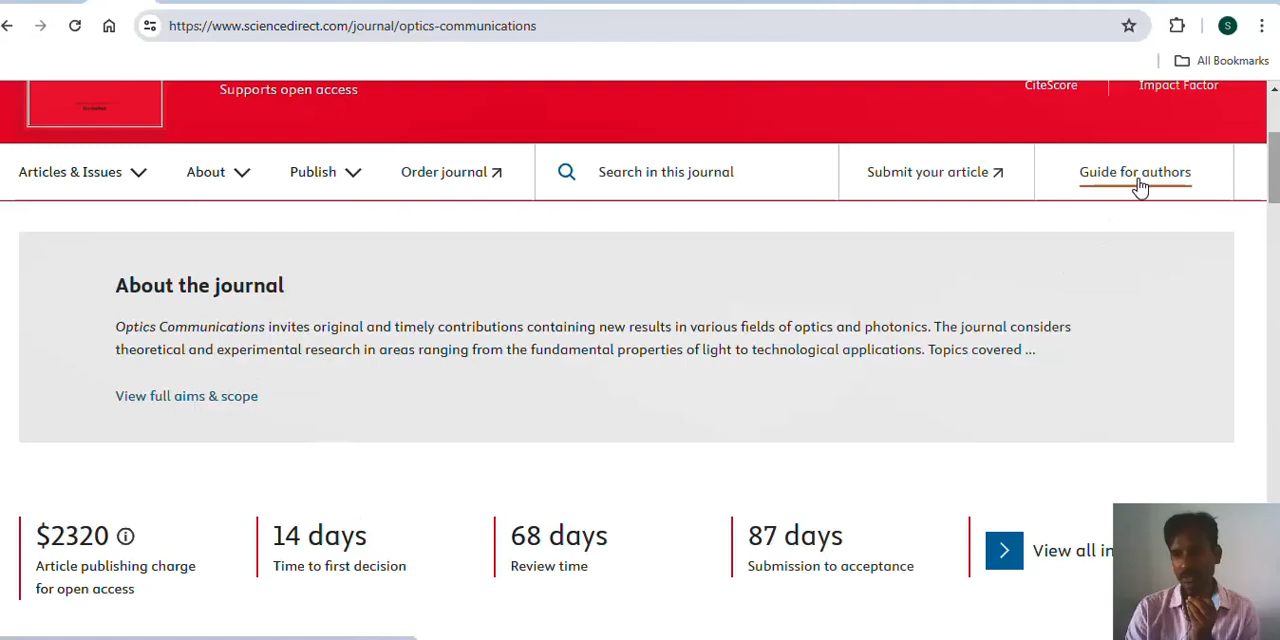 https://www.sciencedirect.com/journal/optics-communications
S
All Bookmarks
Supports open access
CiteScore
Impact Factor
Articles & Issues
About
Publish
Order journal
Search in this journal
Submit your article
Guide for authors
About the journal
Optics Communications invites original and timely contributions containing new results in various fields of optics and photonics. The journal considers
theoretical and experimental research in areas ranging from the fundamental properties of light to technological applications. Topics covered ...
View full aims & scope
$2320
Article publishing charge
for open access
14 days
Time to first decision
68 days
Review time
87 days
Submission to acceptance
View all in